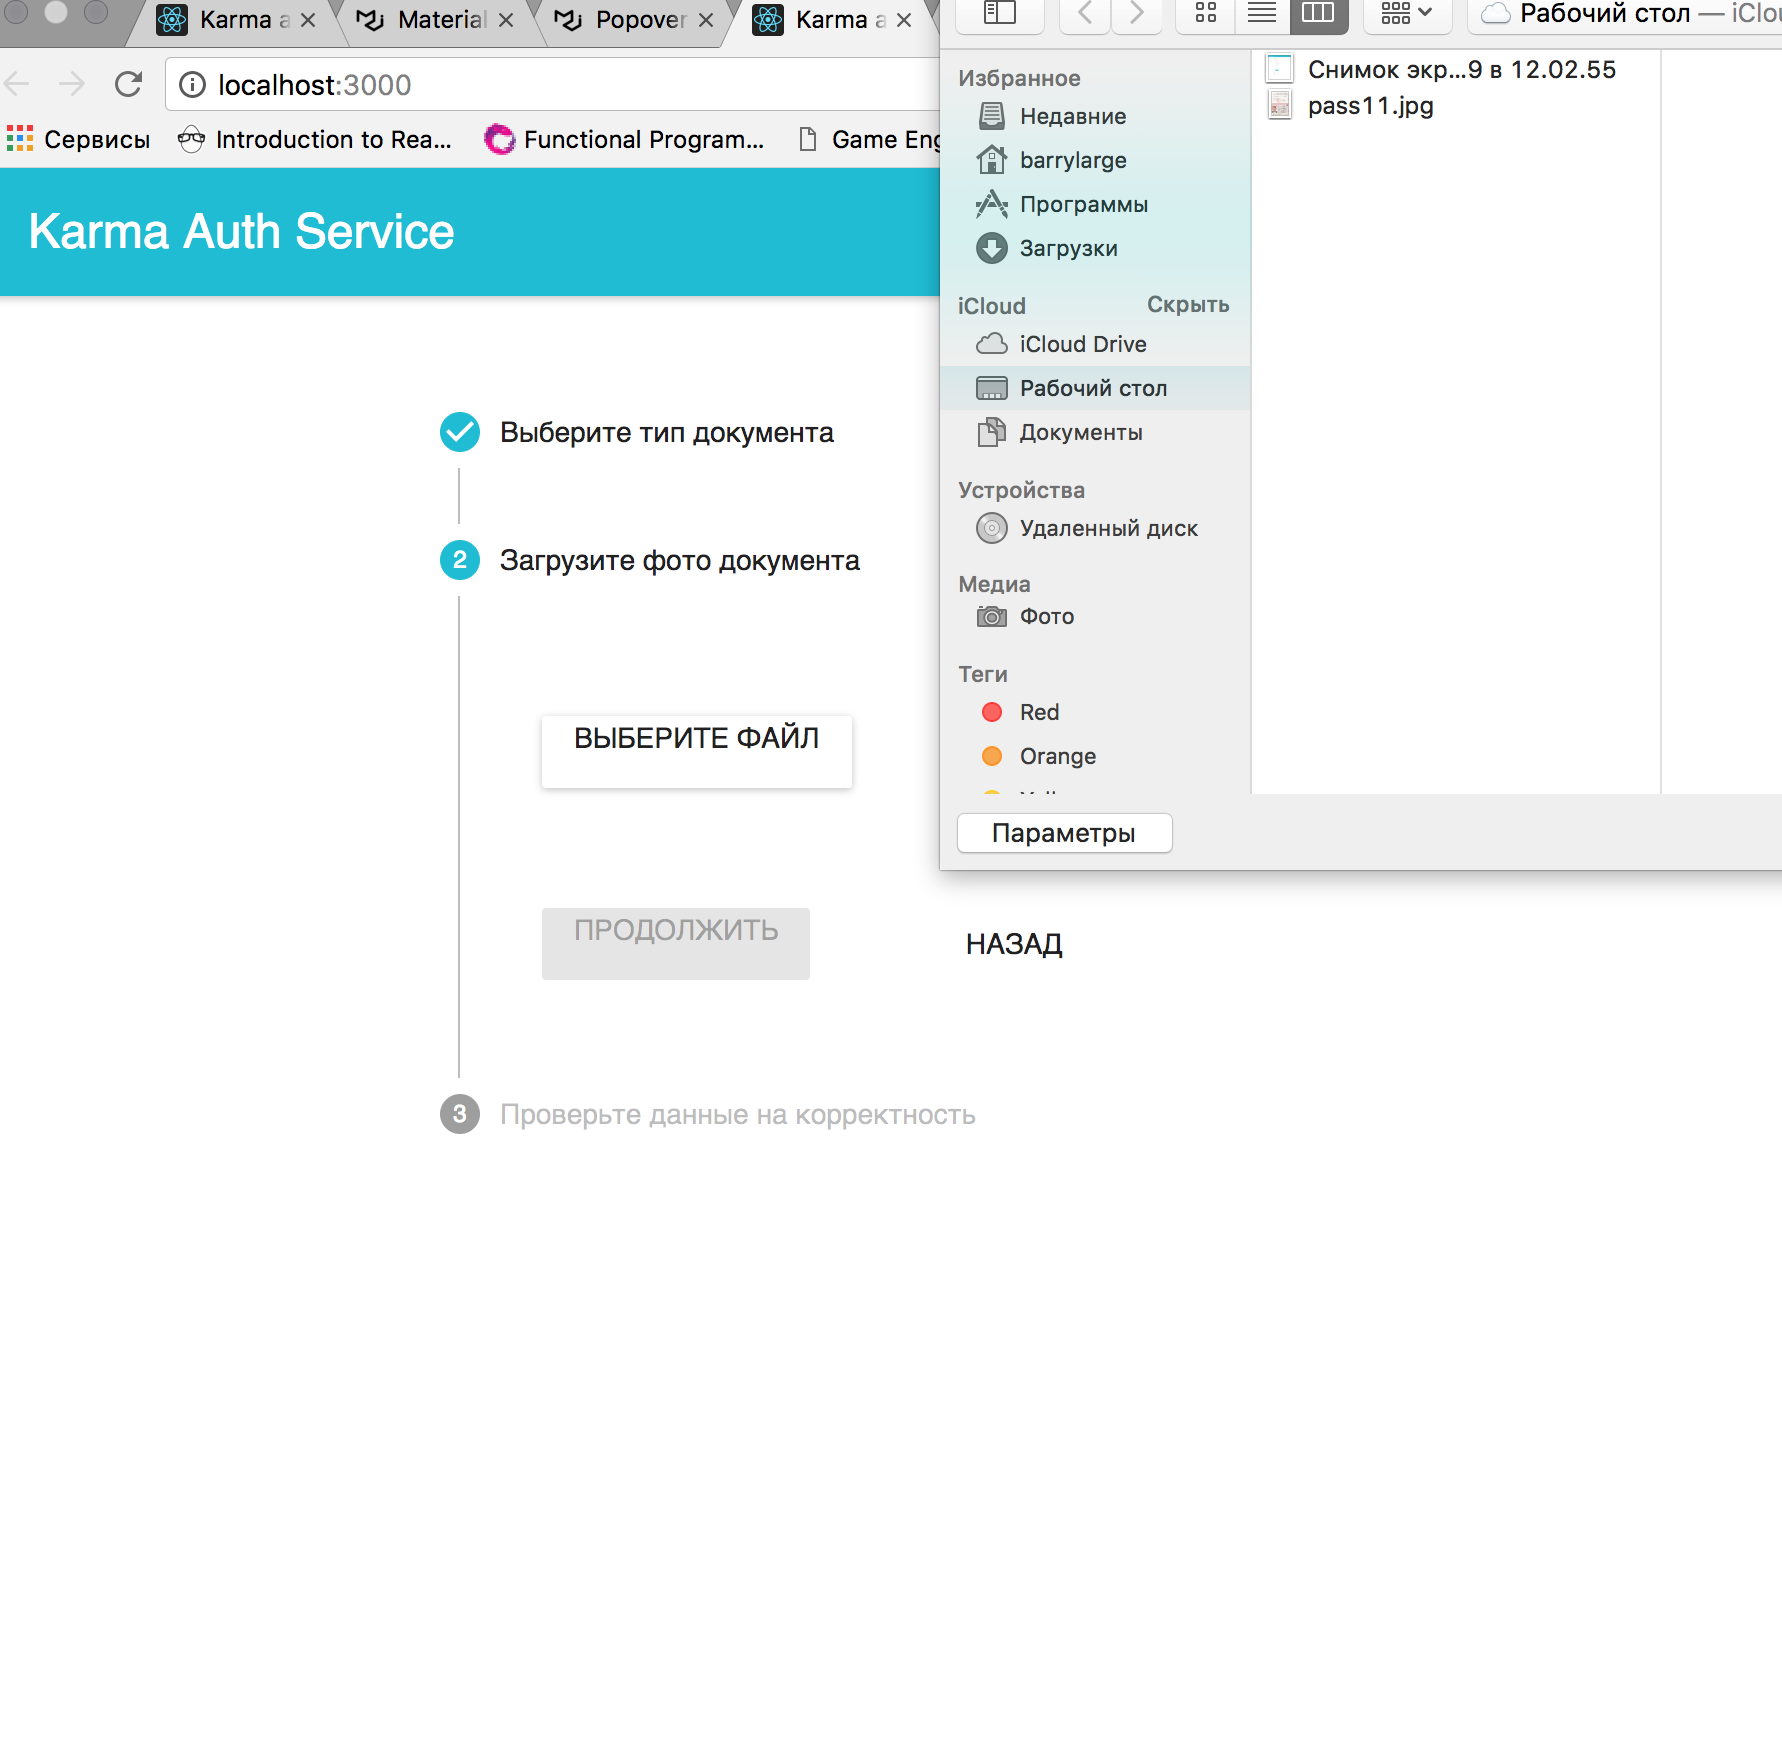 Karma a
Material
Popover
Karma a
localhost:3000
Сервисы
Introduction to Rea...
Functional Program...
Game Eng
Karma Auth Service
Выберите тип документа
2
Загрузите фото документа
ВЫБЕРИТЕ ФАЙЛ
ПРОДОЛЖИТЬ
НАЗАД
3
Проверьте данные на корректность
Рабочий стол —
Избранное
Недавние
barrylarge
Программы
Загрузки
iCloud
Скрыть
iCloud Drive
Рабочий стол
Документы
Устройства
Удаленный диск
Медиа
Фото
Теги
Red
Orange
Параметры
Снимок экр...9 в 12.02.55
pass11.jpg